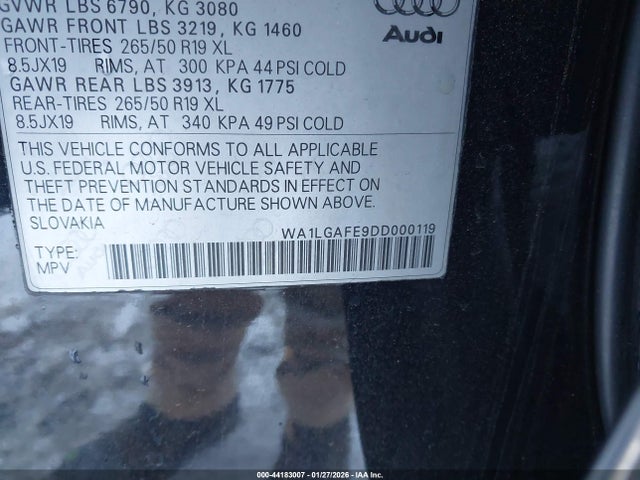 GVWR LBS 6790, KG 3080
GAWR FRONT LBS 3219, KG 1460
FRONT-TIRES 265/50 R19 XL
8.5JX19 RIMS, AT 300 KPA 44 PSI COLD
GAWR REAR LBS 3913, KG 1775
REAR-TIRES 265/50 R19 XL
8.5JX19 RIMS, AT 340 KPA 49 PSI COLD
Audi
THIS VEHICLE CONFORMS TO ALL APPLICABLE
U.S. FEDERAL MOTOR VEHICLE SAFETY AND
THEFT PREVENTION STANDARDS IN EFFECT ON
THE DATE OF MANUFACTURE SHOWN ABOVE.
SLOVAKIA
WA1LGAFE9DD000119
TYPE:
MPV
000-44183007 - 01/27/2026 - IAA Inc.